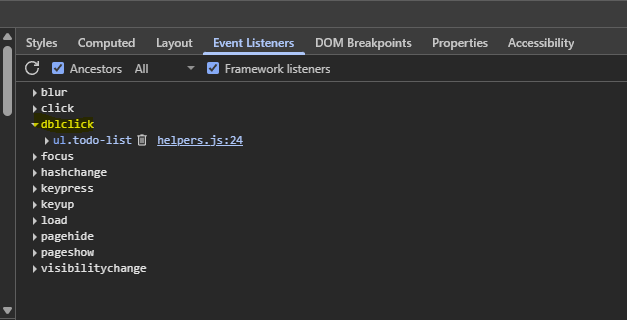 Styles Computed Layout Event Listeners DOM Breakpoints Properties Accessibility
Ancestors All Framework listeners
blur
click
dblclick
ul.todo-list helpers.js:24
focus
hashchange
keypress
keyup
load
pagehide
pageshow
visibilitychange